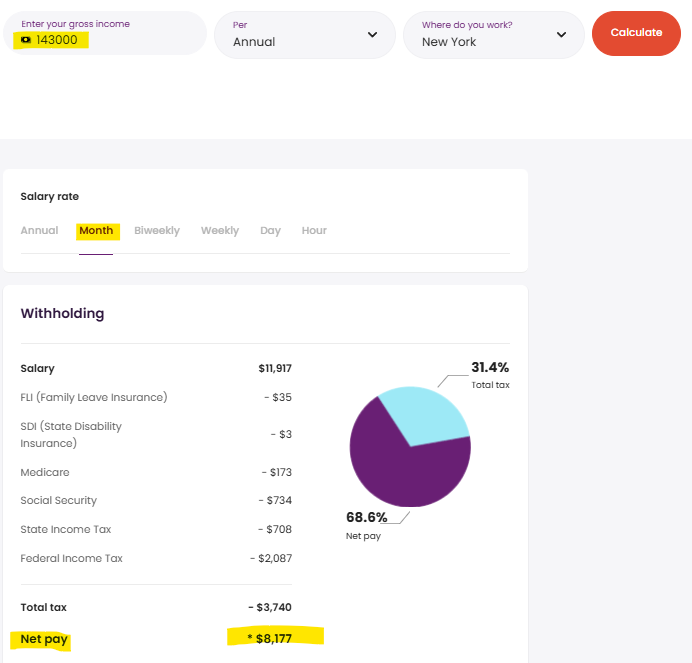 Enter your gross income
143000
Per
Annual
Where do you work?
New York
Calculate
Salary rate
Annual Month Biweekly Weekly Day Hour
Withholding
Salary $11,917
FLI (Family Leave Insurance) - $35
SDI (State Disability
Insurance) - $3
Medicare - $173
Social Security - $734
State Income Tax - $708
Federal Income Tax - $2,087
Total tax - $3,740
Net pay * $8,177
31.4%
Total tax
68.6%
Net pay